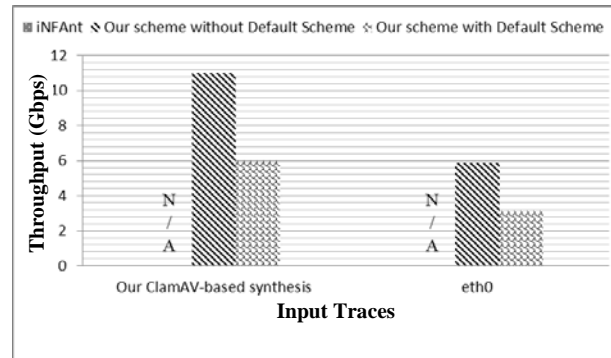 iNFAnt Our scheme without Default Scheme Our scheme with Default Scheme
Throughput (Gbps)
12
10
8
6
4
2
0
N
/
A
N
/
A
Our ClamAV-based synthesis
eth0
Input Traces